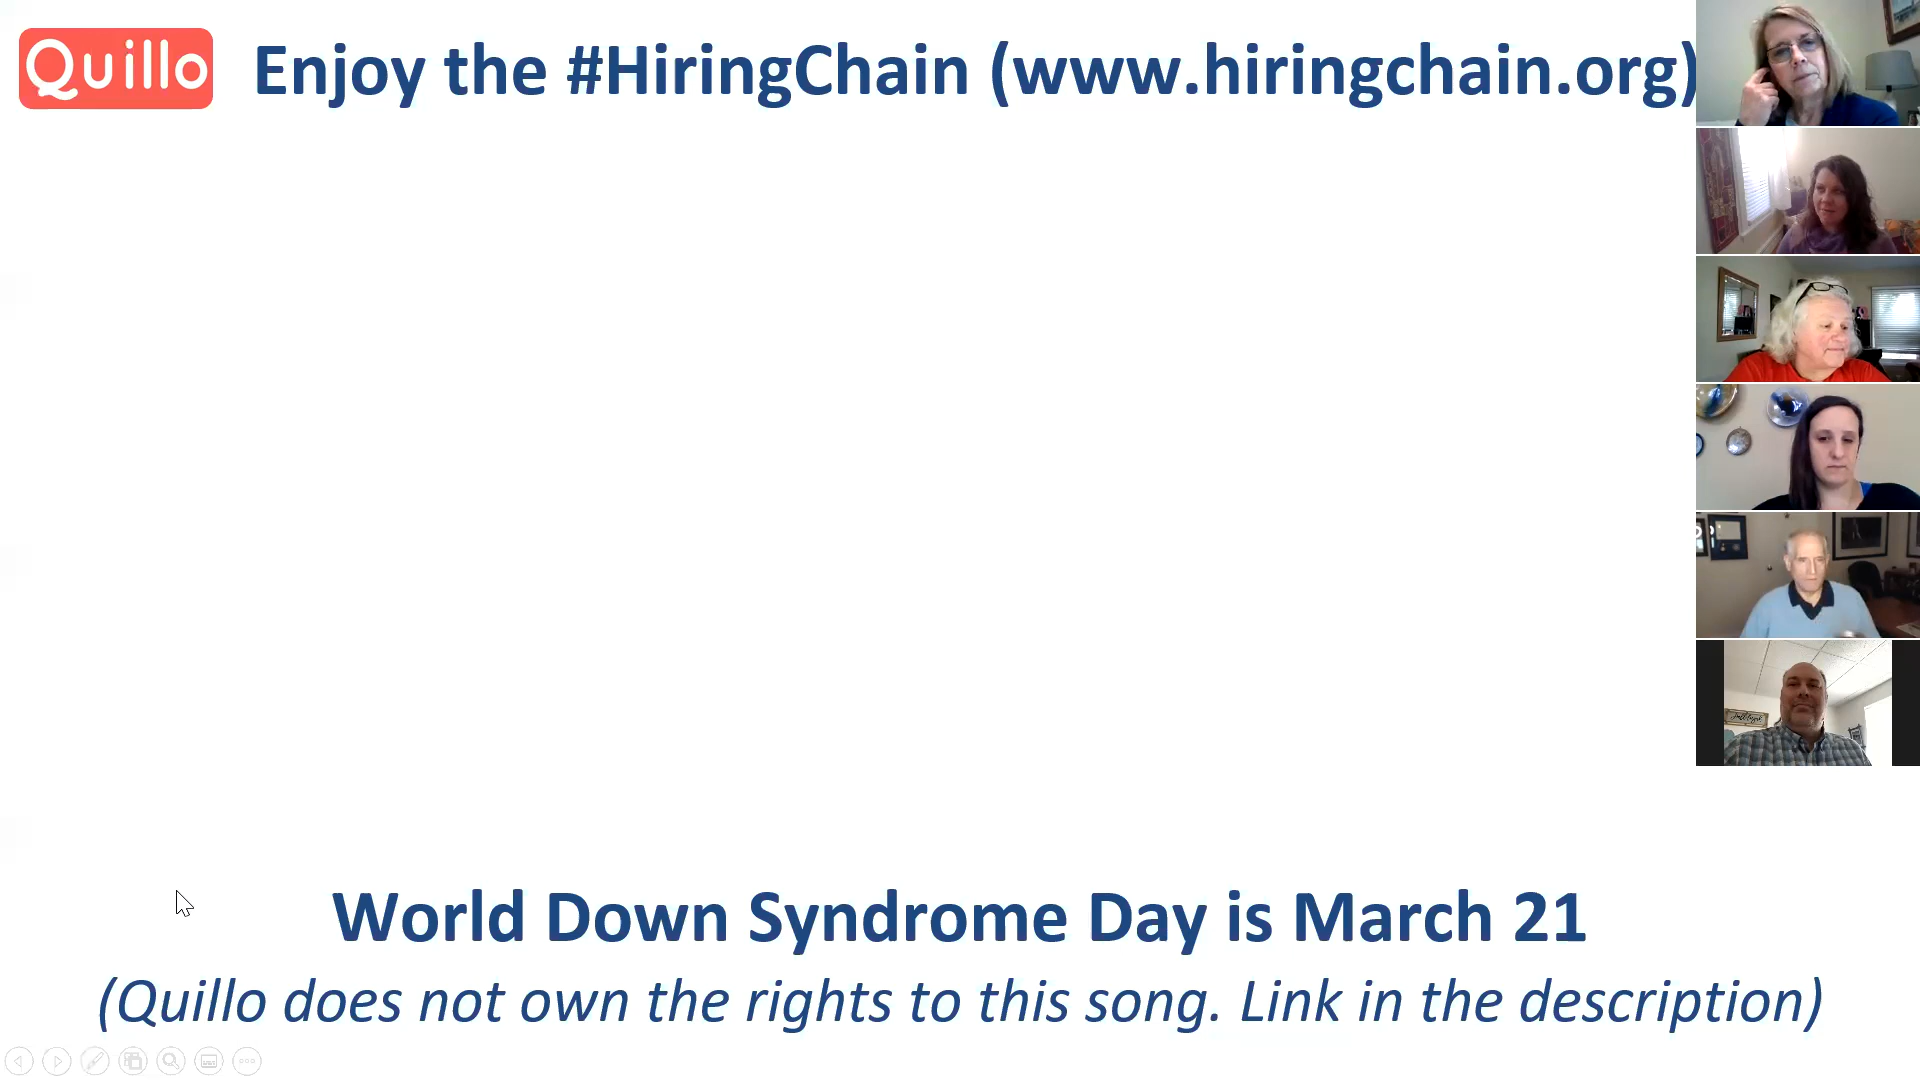 Quillo
Enjoy the #HiringChain (www.hiringchain.org)
World Down Syndrome Day is March 21
(Quillo does not own the rights to this song. Link in the description)